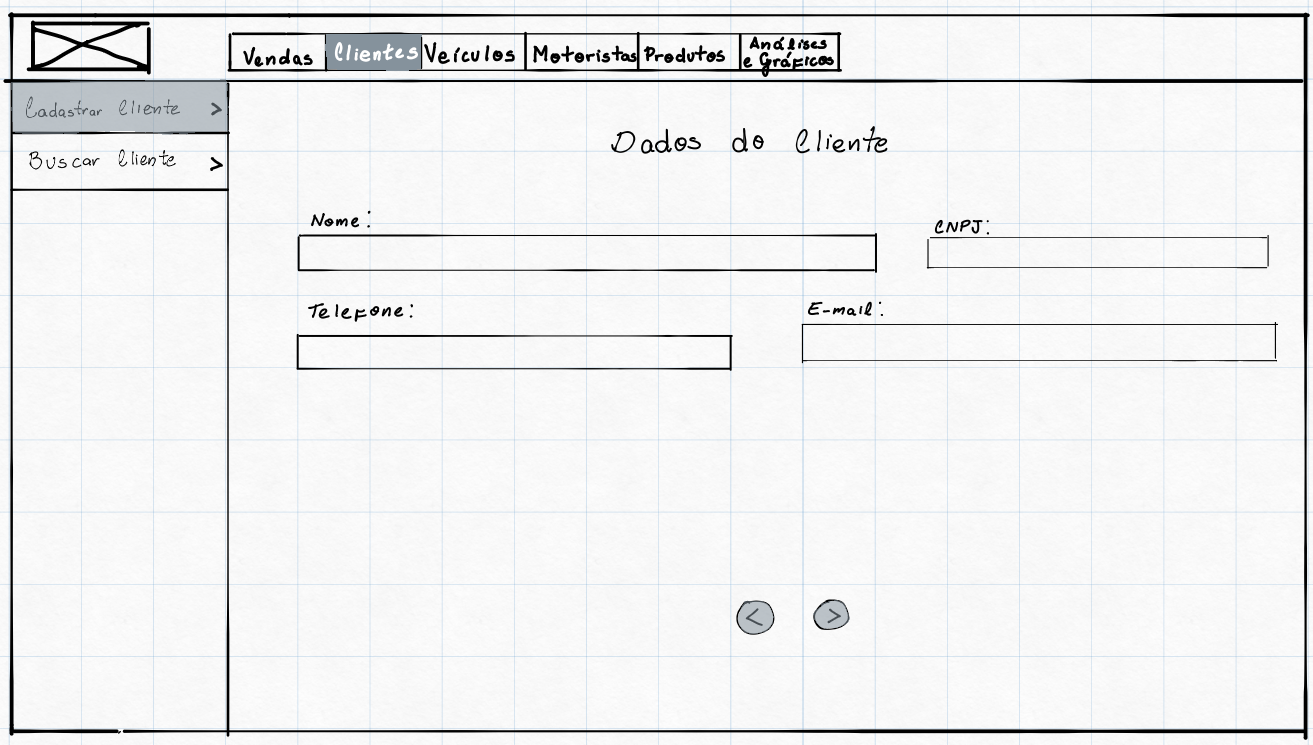 Vendas Clientes Veículos Motoristas Produtos Análises
e Gráficos
Cadastrar Cliente >
Buscar Cliente >
Dados do Cliente
Nome:
CNPJ:
Telefone:
E-mail:
< >